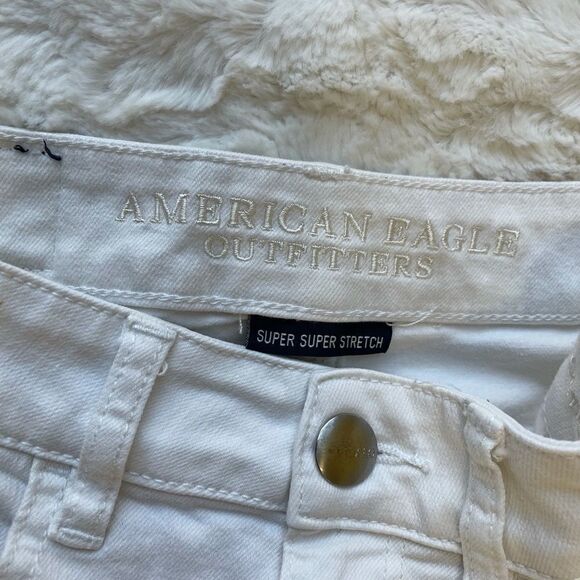 AMERICAN EAGLE
OUTFITTERS
SUPER SUPER STRETCH